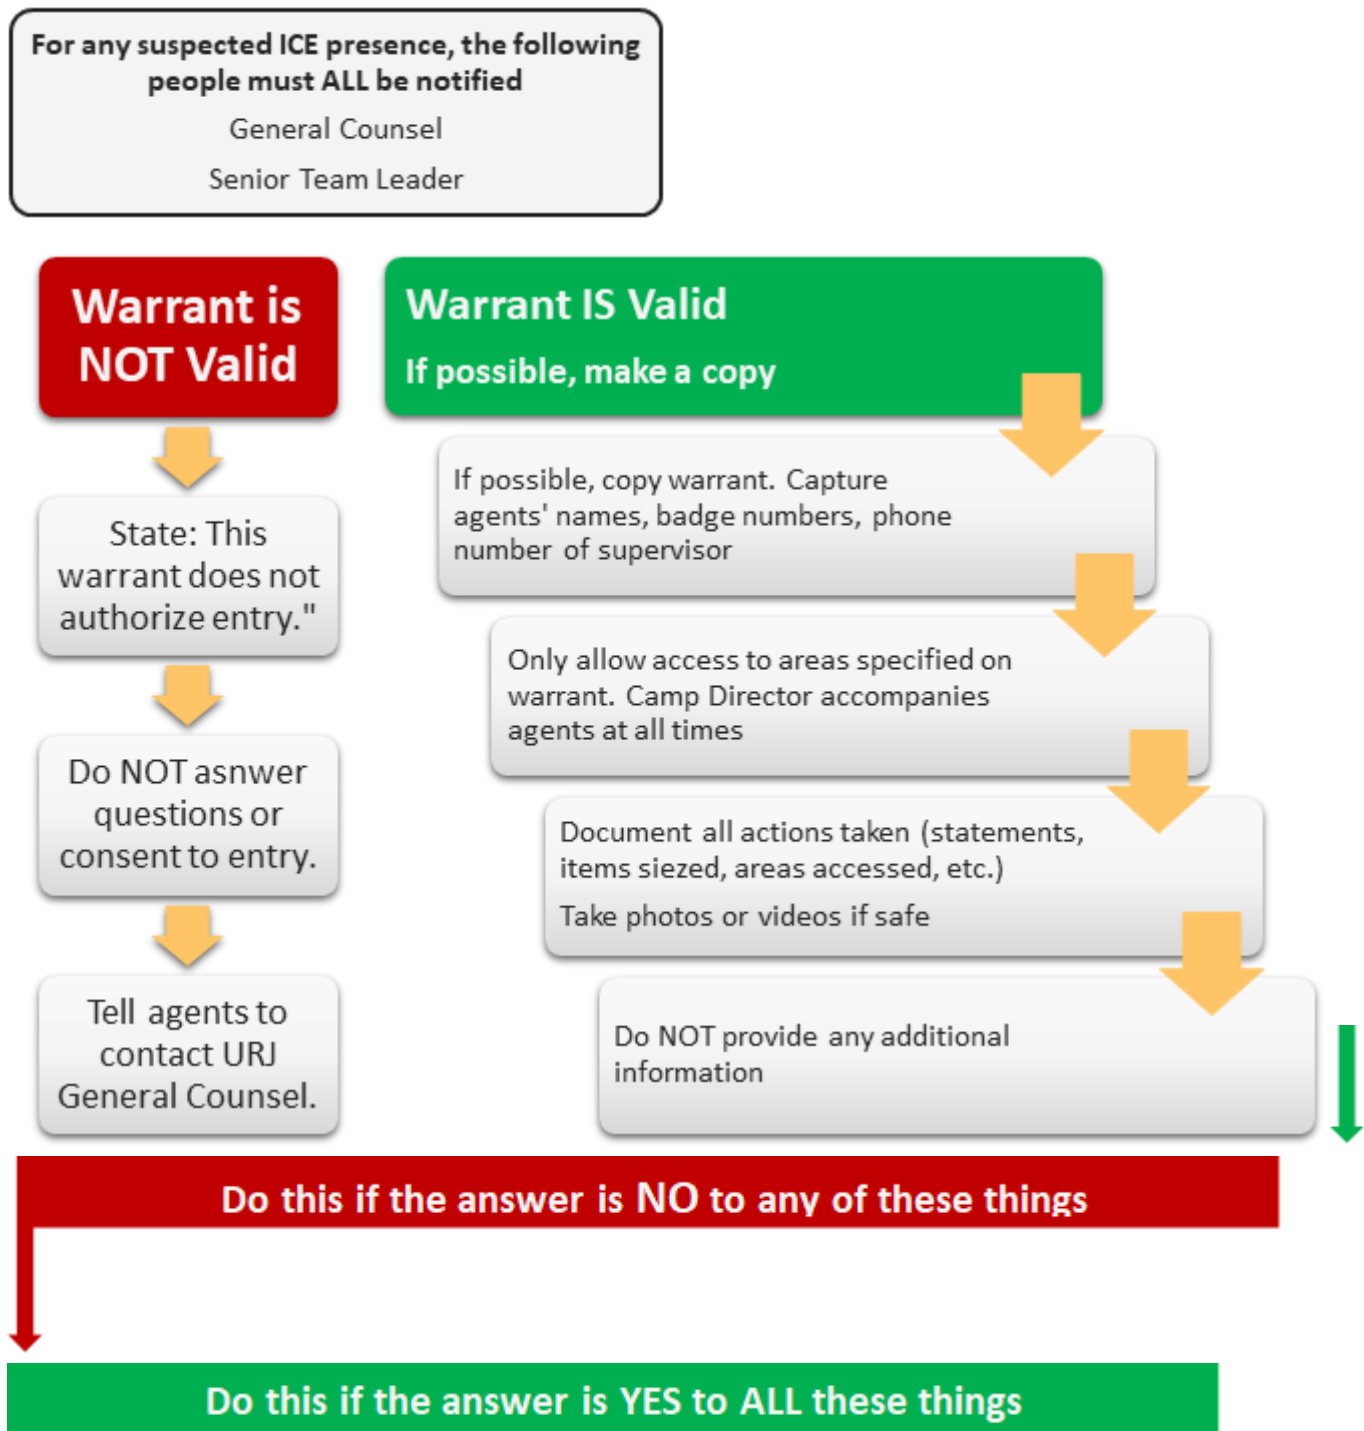 For any suspected ICE presence, the following
people must ALL be notified
General Counsel
Senior Team Leader
Warrant is
NOT Valid
State: This
warrant does not
authorize entry."
Do NOT asnwer
questions or
consent to entry.
Tell agents to
contact URJ
General Counsel.
Warrant IS Valid
If possible, make a copy
If possible, copy warrant. Capture
agents' names, badge numbers, phone
number of supervisor
Only allow access to areas specified on
warrant. Camp Director accompanies
agents at all times
Document all actions taken (statements,
items siezed, areas accessed, etc.)
Take photos or videos if safe
Do NOT provide any additional
information
Do this if the answer is NO to any of these things
Do this if the answer is YES to ALL these things